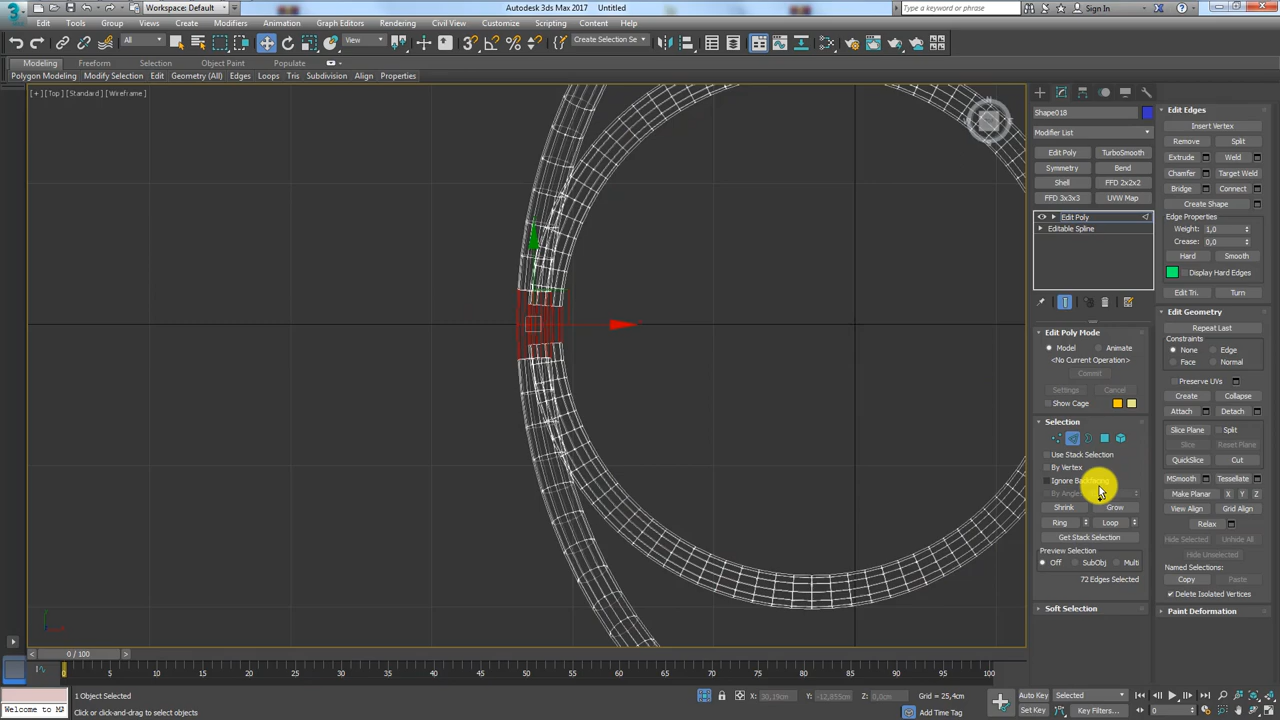 Workspace: Default
Autodesk 3ds Max 2017 Untitled
Type a keyword or phrase
Sign In
Edit Tools Group Views Create Modifiers Animation Graph Editors Rendering Civil View Customize Scripting Content Help
All
View
Create Selection Se
Modeling Freeform Selection Object Paint Populate
Polygon Modeling Modify Selection Edit Geometry (All) Edges Loops Tris Subdivision Align Properties
[ + ] [Top ] [Standard ] [Wireframe ]
Shape018
Modifier List
Edit Poly TurboSmooth
Symmetry Bend
Shell FFD 2x2x2
FFD 3x3x3 UVW Map
Edit Poly
Editable Spline
Edit Poly Mode
Model Animate
<No Current Operation>
Commit
Settings Cancel
Show Cage
Selection
Use Stack Selection
By Vertex
Ignore Backfacing
By Angle
Shrink Grow
Ring Loop
Get Stack Selection
Preview Selection
Off SubObj Multi
72 Edges Selected
Soft Selection
Edit Edges
Insert Vertex
Remove Split
Extrude Weld
Chamfer Target Weld
Bridge Connect
Create Shape
Edge Properties
Weight: 1,0
Crease: 0,0
Hard Smooth
Display Hard Edges
Edit Tri. Turn
Edit Geometry
Repeat Last
Constraints
None Edge
Face Normal
Preserve UVs
Create Collapse
Attach Detach
Slice Plane Split
Slice Reset Plane
QuickSlice Cut
MSmooth Tessellate
Make Planar X Y Z
View Align Grid Align
Relax
Hide Selected Unhide All
Hide Unselected
Named Selections:
Copy Paste
Delete Isolated Vertices
Paint Deformation
0 / 100
0 5 10 15 20 25 30 35 40 45 50 55 60 65 70 75 80 85 90 95 100
1 Object Selected
X: 30,19cm Y: -12,855cm Z: 0,0cm Grid = 25,4cm
Auto Key Selected
Welcome to M
Click or click-and-drag to select objects
Add Time Tag
Set Key Key Filters...
0